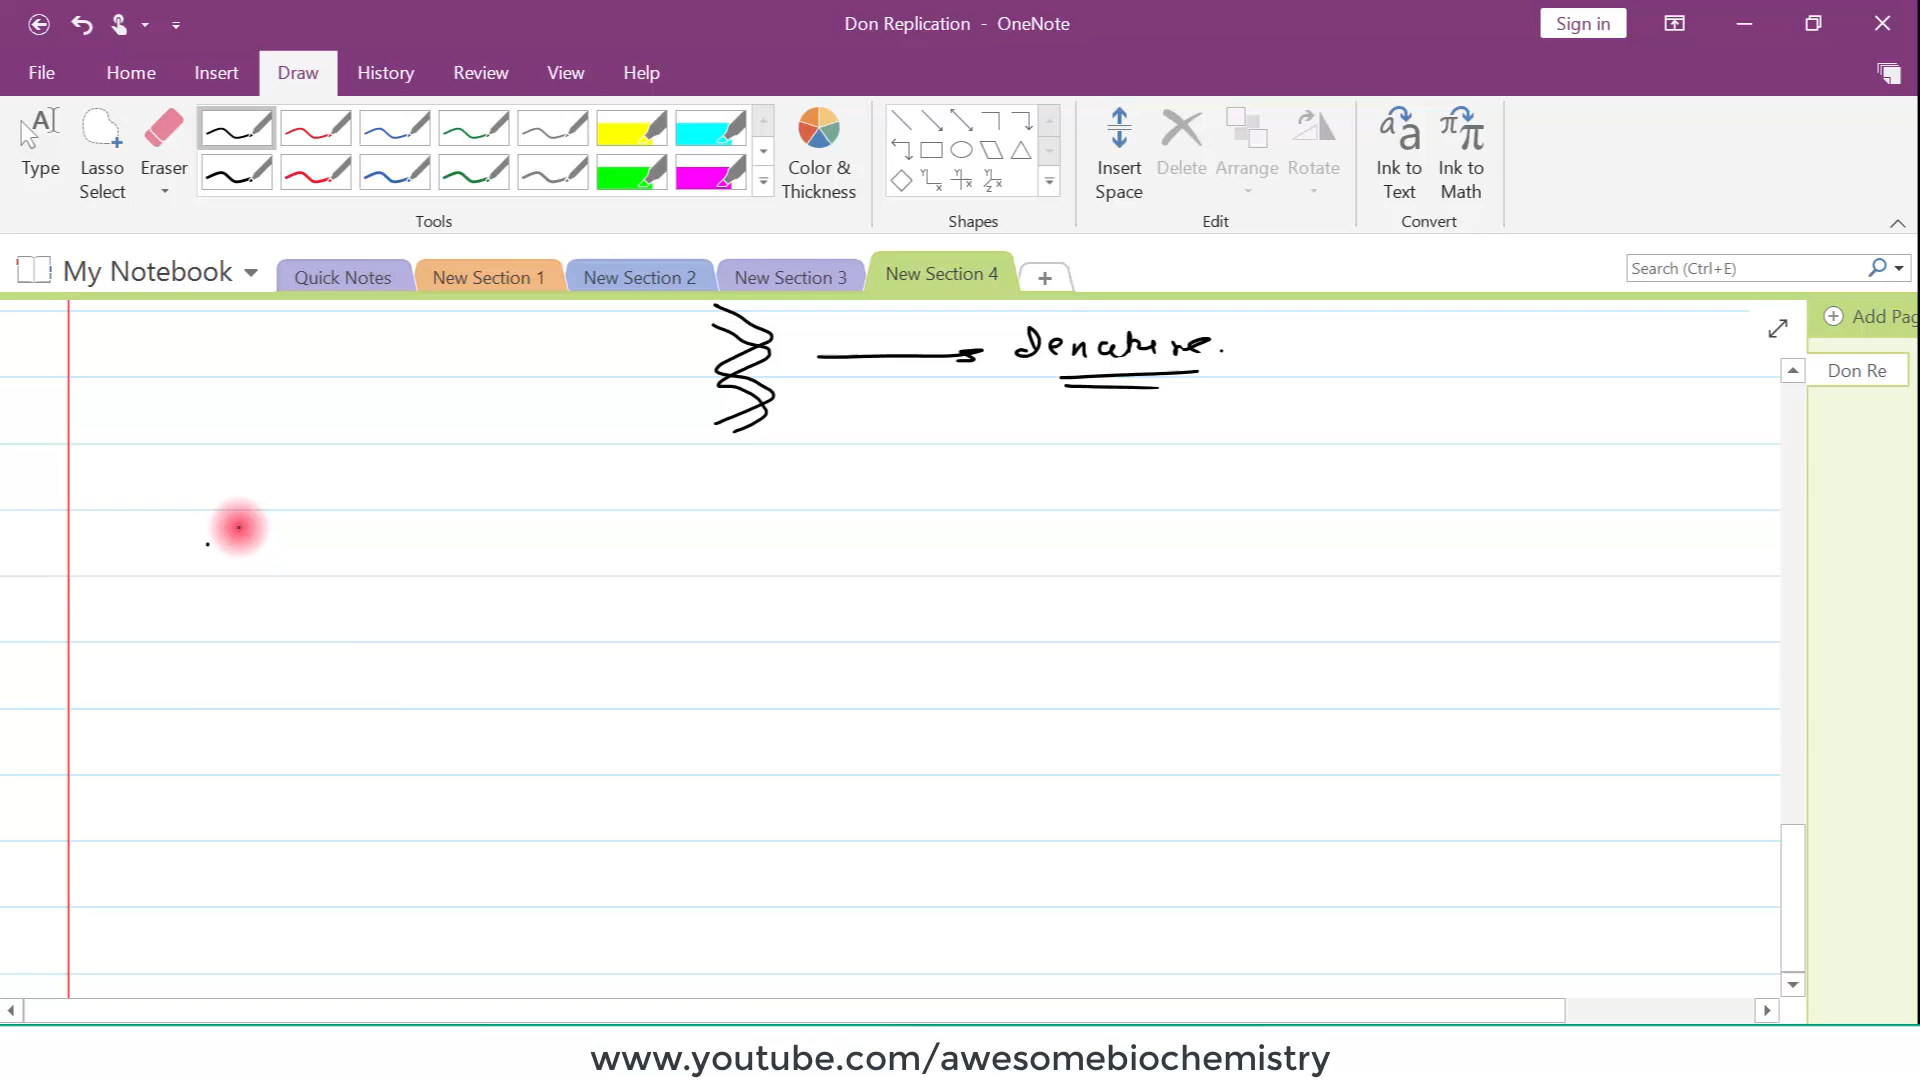 Don Replication - OneNote
Sign in
File Home Insert Draw History Review View Help
Type
Lasso Select
Eraser
Color & Thickness
Insert Space
Delete
Arrange
Rotate
Ink to Text
Ink to Math
Tools
Shapes
Edit
Convert
My Notebook
Quick Notes
New Section 1
New Section 2
New Section 3
New Section 4
Search (Ctrl+E)
Add Pag
Don Re
Denature.
www.youtube.com/awesomebiochemistry